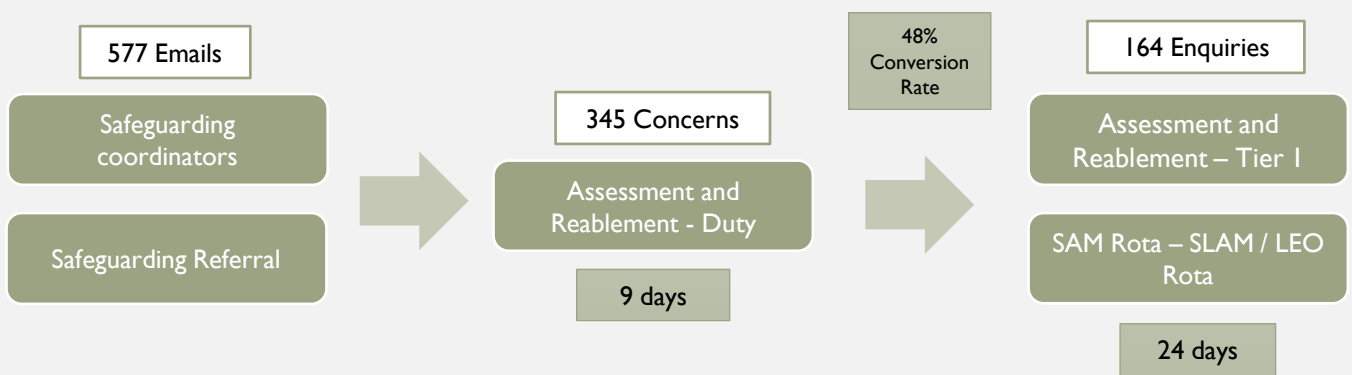 577 Emails
Safeguarding
coordinators
Safeguarding Referral
345 Concerns
Assessment and
Reablement - Duty
9 days
48%
Conversion
Rate
164 Enquiries
Assessment and
Reablement – Tier 1
SAM Rota – SLAM / LEO
Rota
24 days